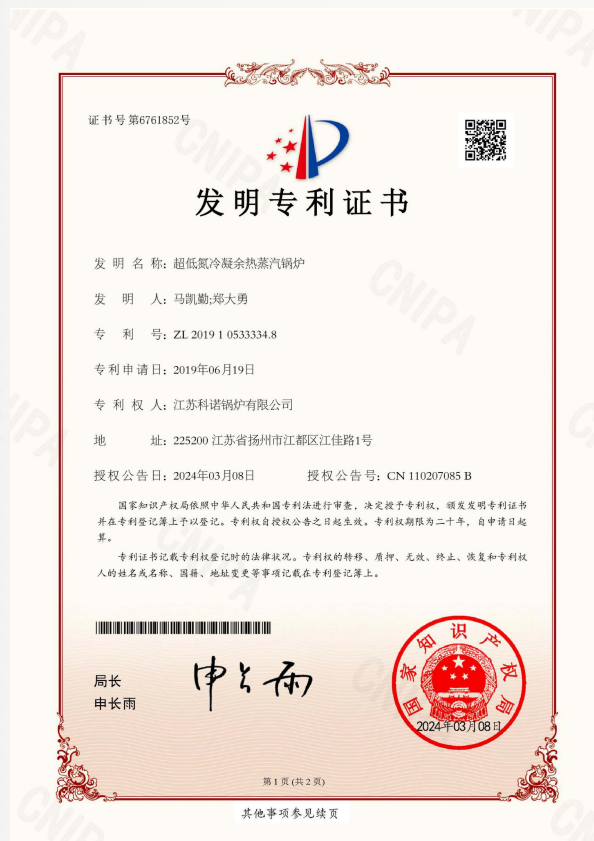 证书号第6761852号
发明专利证书
发明名称：超低氮冷凝余热蒸汽锅炉
发明人：马凯勤;郑大勇
专利号：ZL 2019 1 0533334.8
专利申请日：2019年06月19日
专利权人：江苏科诺锅炉有限公司
地址：225200 江苏省扬州市江都区江佳路1号
授权公告日：2024年03月08日 授权公告号：CN 110207085 B
国家知识产权局依照中华人民共和国专利法进行审查，决定授予专利权，颁发发明专利证书
并在专利登记簿上予以登记。专利权自授权公告之日起生效。专利权期限为二十年，自申请日起
算。
专利证书记载专利权登记时的法律状况。专利权的转移、质押、无效、终止、恢复和专利权
人的姓名或名称、国籍、地址变更等事项记载在专利登记簿上。
局长
申长雨
申长雨
国家知识产权局
2024年03月08日
第 1 页 (共 2 页)
其他事项参见续页
CNIPA
CNIPA
CNIPA
CNIPA
CNIPA
CNIPA